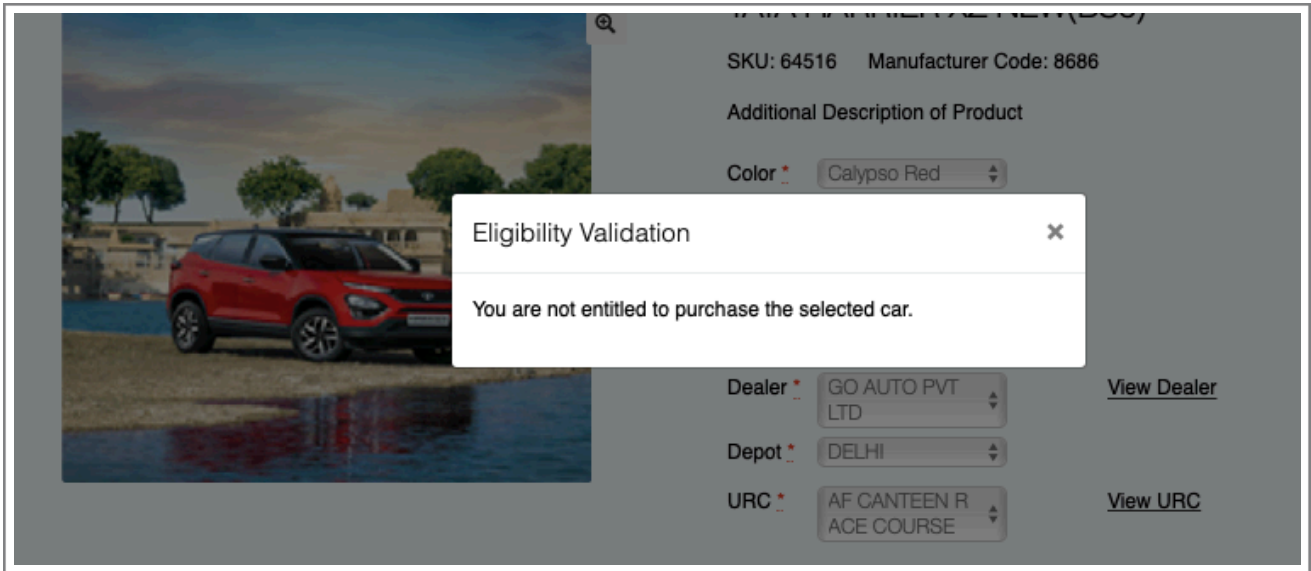 SKU: 64516 Manufacturer Code: 8686
Additional Description of Product
Color * Calypso Red
Eligibility Validation ×
You are not entitled to purchase the selected car.
Dealer * GO AUTO PVT LTD View Dealer
Depot * DELHI
URC * AF CANTEEN R ACE COURSE View URC